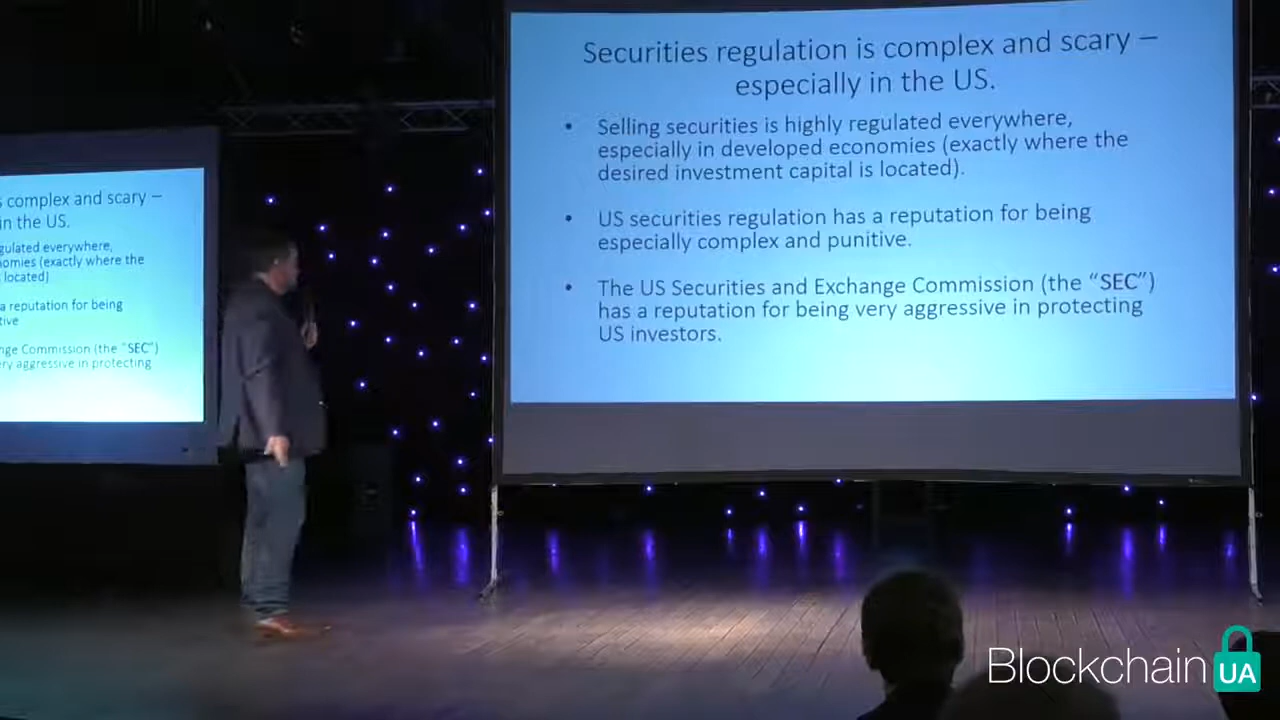 Securities regulation is complex and scary –
especially in the US.
• Selling securities is highly regulated everywhere,
especially in developed economies (exactly where the
desired investment capital is located).
• US securities regulation has a reputation for being
especially complex and punitive.
• The US Securities and Exchange Commission (the “SEC”)
has a reputation for being very aggressive in protecting
US investors.
complex and scary –
in the US.
gulated everywhere,
omies (exactly where the
located)
a reputation for being
tive
nge Commission (the “SEC”)
ry aggressive in protecting
Blockchain UA